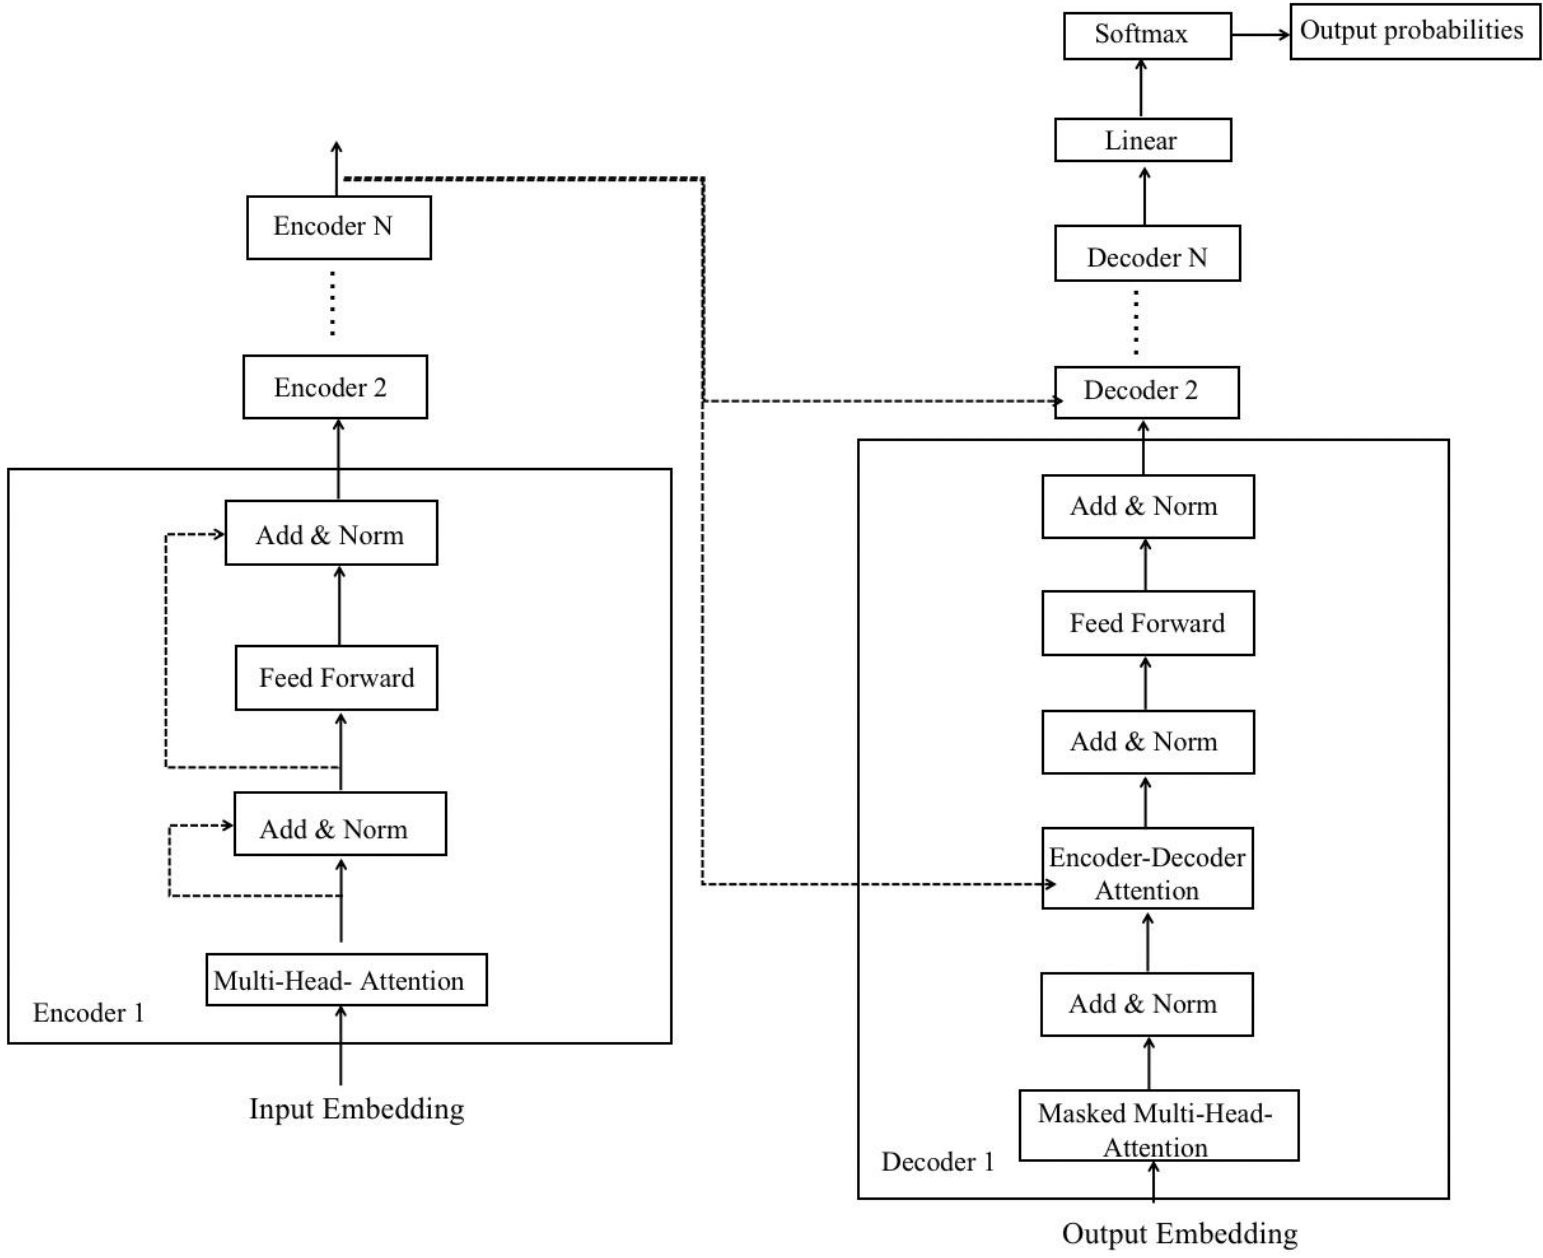 Softmax
Output probabilities
Linear
Encoder N
Decoder N
Encoder 2
Decoder 2
Add & Norm
Feed Forward
Add & Norm
Multi-Head- Attention
Encoder 1
Input Embedding
Add & Norm
Feed Forward
Add & Norm
Encoder-Decoder
Attention
Add & Norm
Masked Multi-Head-
Attention
Decoder 1
Output Embedding